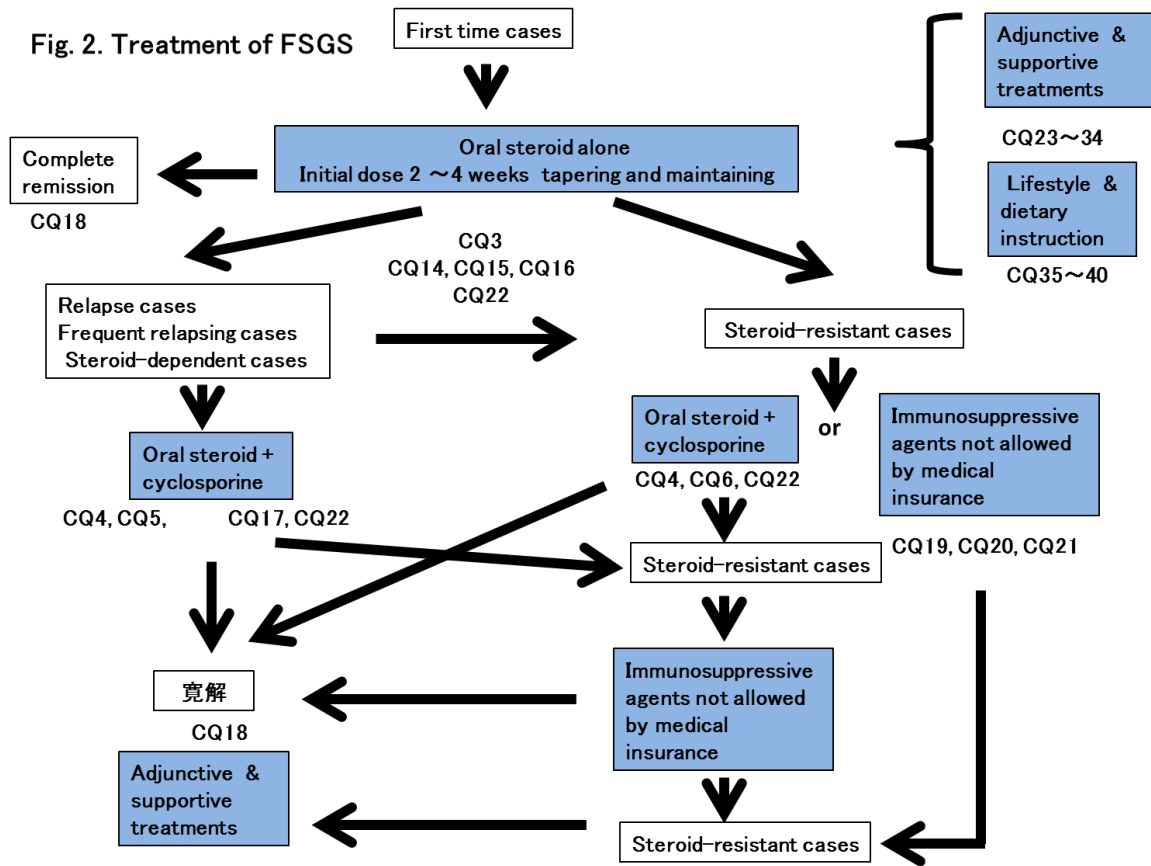 Fig. 2. Treatment of FSGS
First time cases
Adjunctive &
supportive
treatments
CQ23～34
Lifestyle &
dietary
instruction
CQ35～40
Oral steroid alone
Initial dose 2 ～4 weeks tapering and maintaining
Complete
remission
CQ18
CQ3
CQ14, CQ15, CQ16
CQ22
Relapse cases
Frequent relapsing cases
Steroid-dependent cases
Steroid-resistant cases
Oral steroid +
cyclosporine
CQ4, CQ5, CQ17, CQ22
Oral steroid +
cyclosporine
CQ4, CQ6, CQ22
or
Immunosuppressive
agents not allowed
by medical
insurance
CQ19, CQ20, CQ21
Steroid-resistant cases
寛解
CQ18
Immunosuppressive
agents not allowed
by medical
insurance
Adjunctive &
supportive
treatments
Steroid-resistant cases